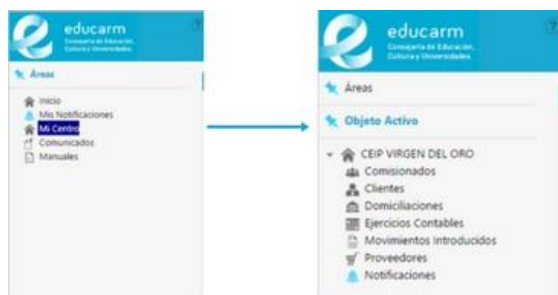 educarm
Consejería de Educación,
Cultura y Universidades
Áreas
Inicio
Mis Notificaciones
Mi Centro
Comunicados
Manuales
educarm
Consejería de Educación,
Cultura y Universidades
Áreas
Objeto Activo
CEIP VIRGEN DEL ORO
Comisionados
Clientes
Domiciliaciones
Ejercicios Contables
Movimientos Introducidos
Proveedores
Notificaciones